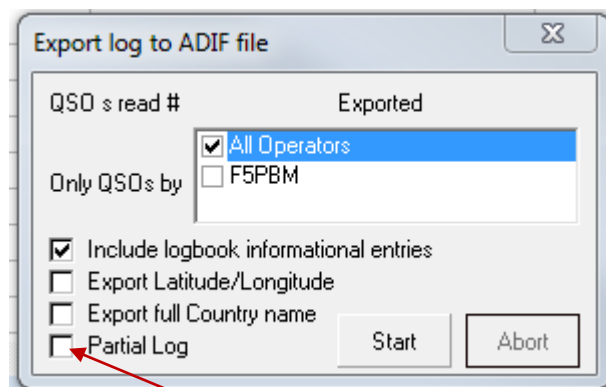 Export log to ADIF file
QSO s read # Exported
Only QSOs by
All Operators
F5PBM
Include logbook informational entries
Export Latitude/Longitude
Export full Country name
Partial Log
Start Abort